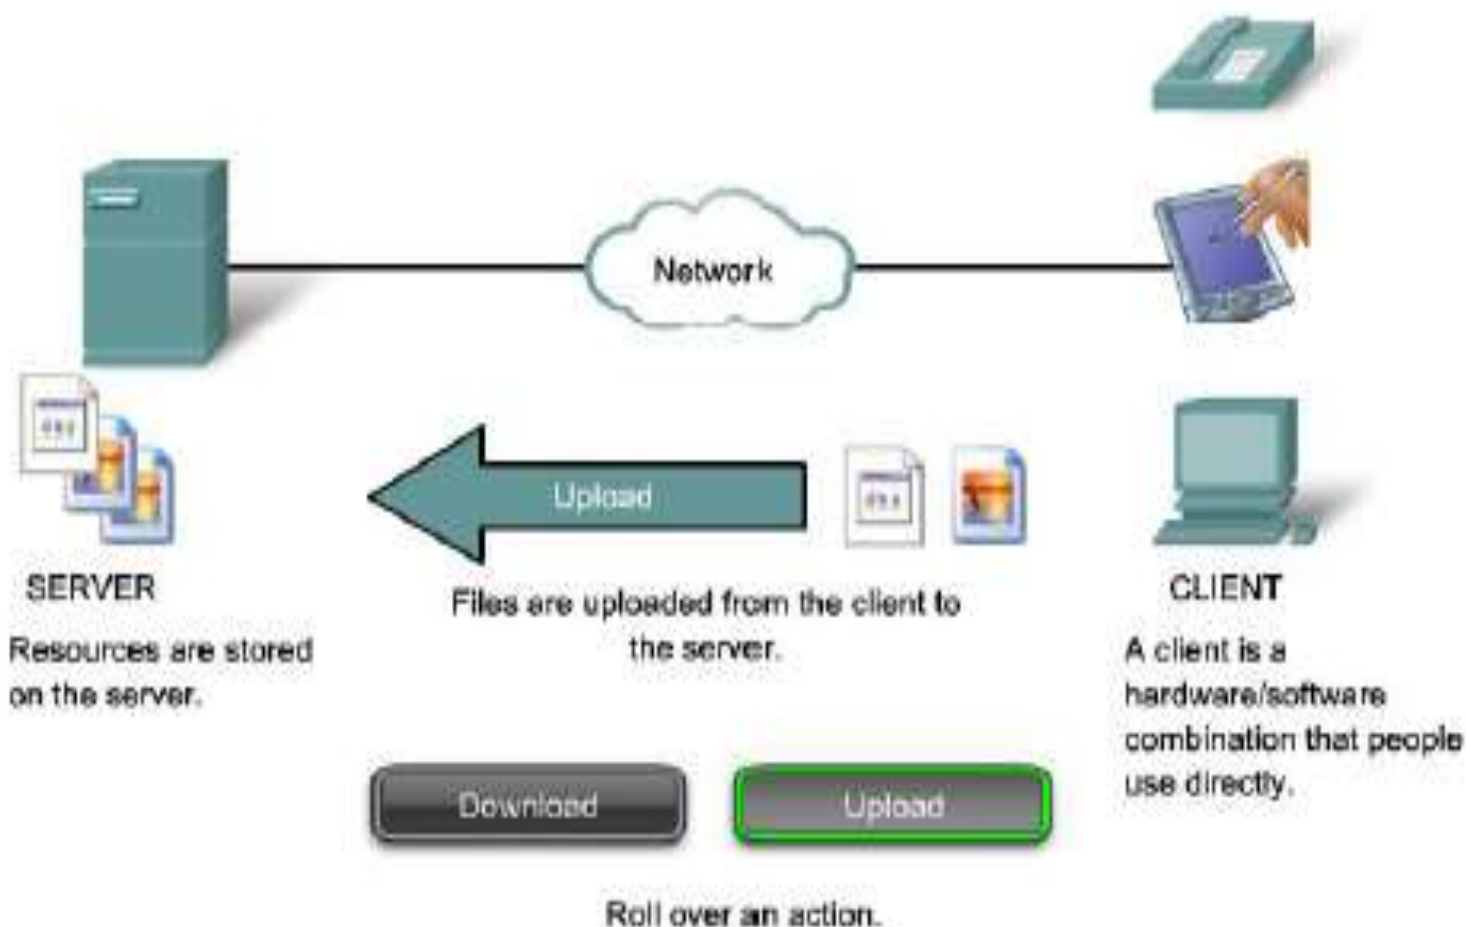 Network
Upload
SERVER
Resources are stored
on the server.
Files are uploaded from the client to
the server.
CLIENT
A client is a
hardware/software
combination that people
use directly.
Download
Upload
Roll over an action.